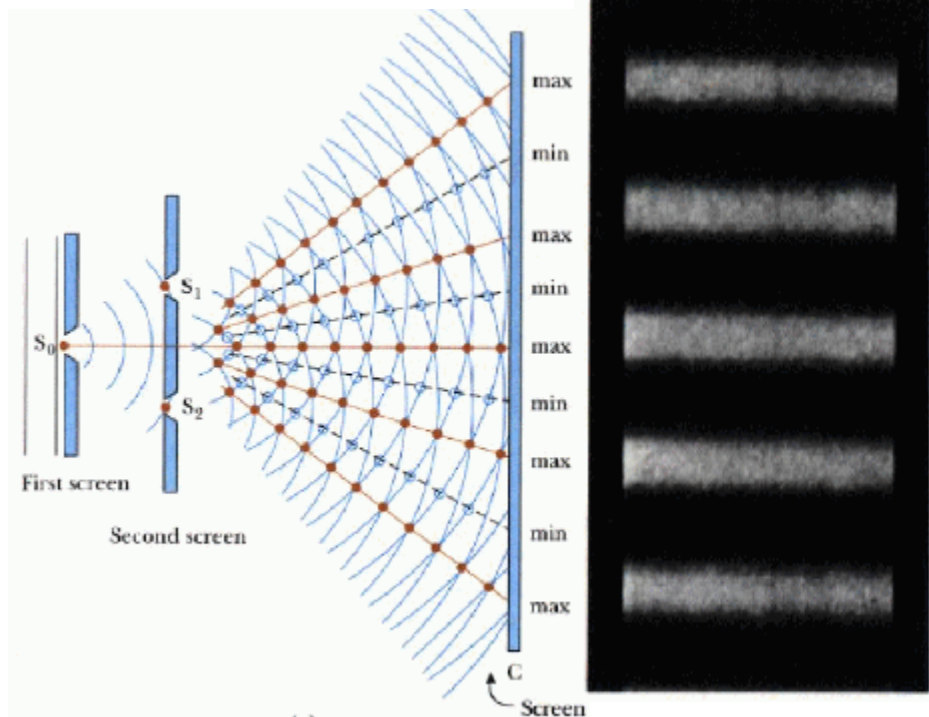 max
min
max
S1
min
S0
max
min
S2
max
First screen
min
Second screen
max
C
Screen